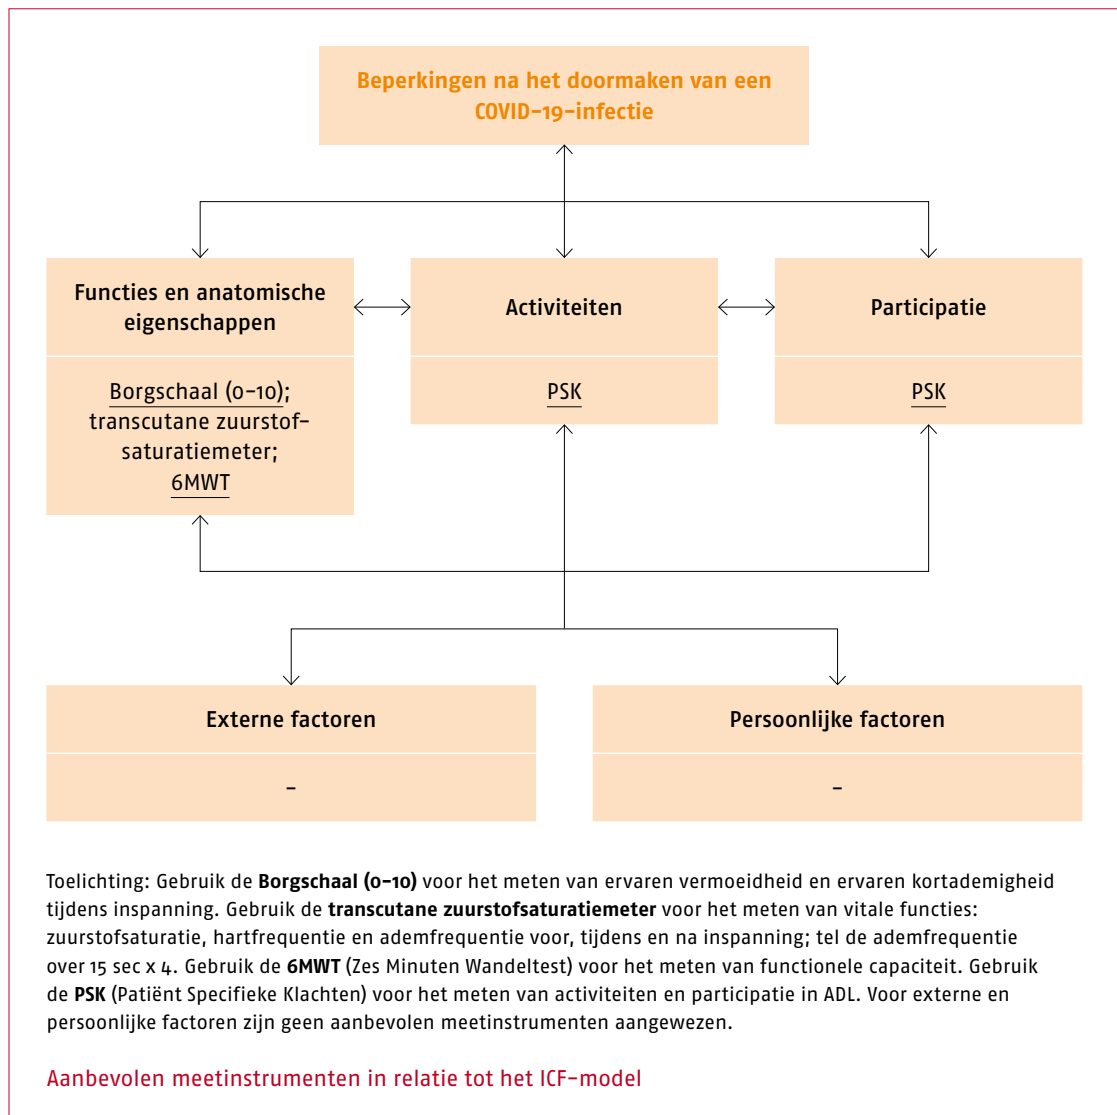 Beperkingen na het doormaken van een
COVID-19-infectie
Functies en anatomische
eigenschappen
Borgschaal (0-10);
transcutane zuurstof-
saturatiemeter;
6MWT
Activiteiten
PSK
Participatie
PSK
Externe factoren
–
Persoonlijke factoren
–
Toelichting: Gebruik de Borgschaal (0-10) voor het meten van ervaren vermoeidheid en ervaren kortademigheid
tijdens inspanning. Gebruik de transcutane zuurstofsaturatiemeter voor het meten van vitale functies:
zuurstofsaturatie, hartfrequentie en ademfrequentie voor, tijdens en na inspanning; tel de ademfrequentie
over 15 sec x 4. Gebruik de 6MWT (Zes Minuten Wandeltest) voor het meten van functionele capaciteit. Gebruik
de PSK (Patiënt Specifieke Klachten) voor het meten van activiteiten en participatie in ADL. Voor externe en
persoonlijke factoren zijn geen aanbevolen meetinstrumenten aangewezen.
Aanbevolen meetinstrumenten in relatie tot het ICF-model